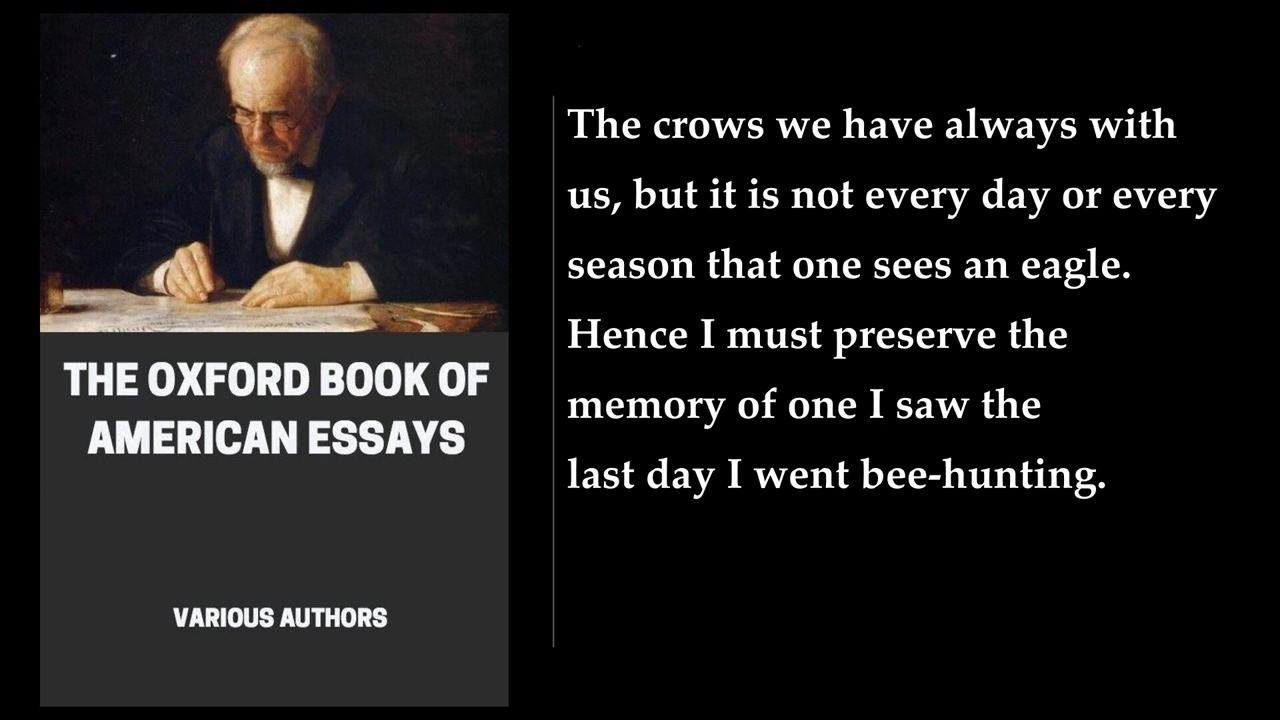 THE OXFORD BOOK OF
AMERICAN ESSAYS
VARIOUS AUTHORS
The crows we have always with
us, but it is not every day or every
season that one sees an eagle.
Hence I must preserve the
memory of one I saw the
last day I went bee-hunting.